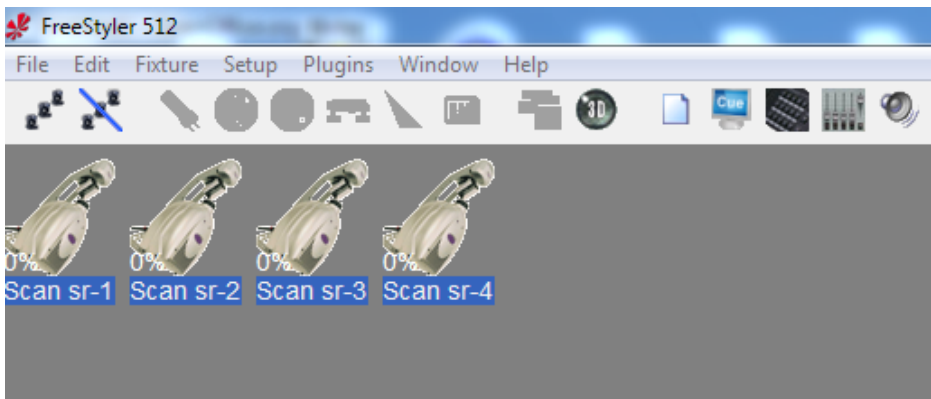 FreeStyler 512
File Edit Fixture Setup Plugins Window Help
3D Cue
0% 0% 0% 0%
Scan sr-1 Scan sr-2 Scan sr-3 Scan sr-4